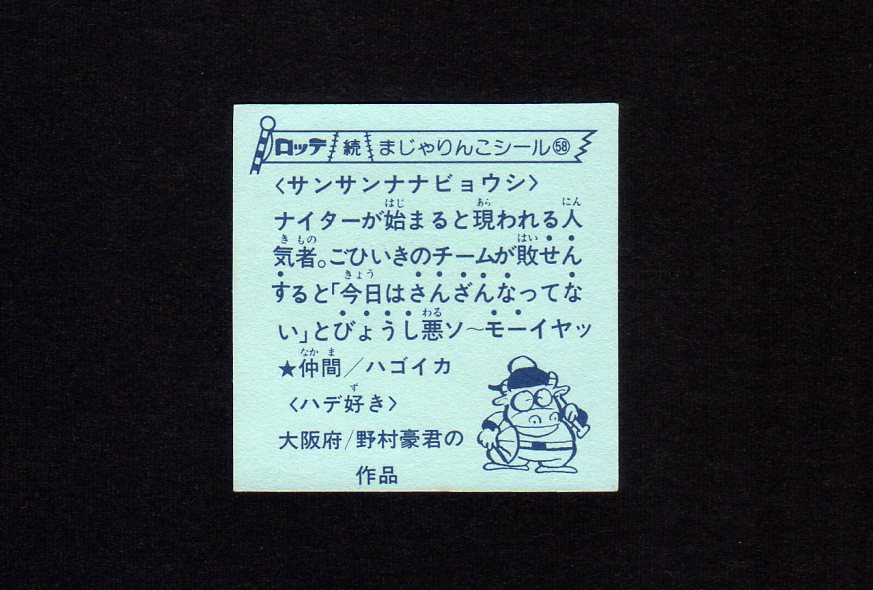 ロッテ 続 まじゃりんこシール58
〈サンサンナナビョウシ〉
ナイターが始まると現われる人
気者。ごひいきのチームが敗せん
すると「今日はさんざんなってな
い」とびょうし悪ソ～モーイヤッ
★仲間/ハゴイカ
〈ハデ好き〉
大阪府/野村豪君の
作品